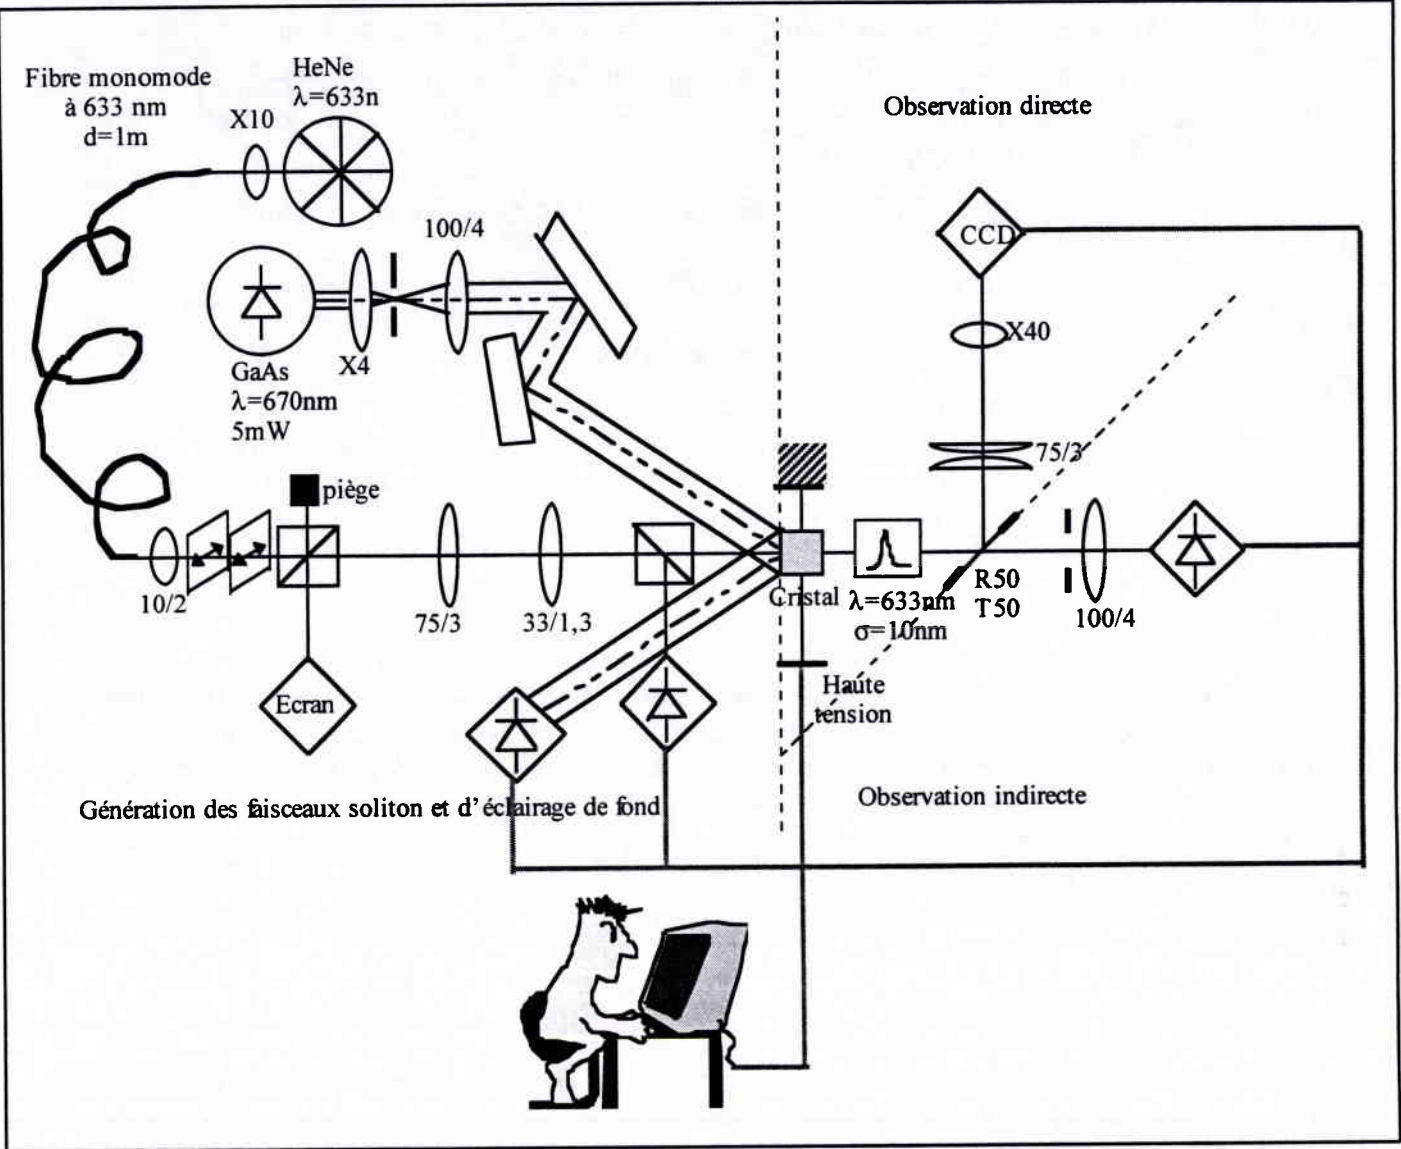 Fibre monomode
à 633 nm
d=1m
X10
HeNe
λ=633n
Observation directe
100/4
CCD
X40
GaAs
λ=670nm
5mW
X4
75/3
piège
10/2
75/3
33/1,3
Cristal
λ=633nm
σ=10nm
R50
T50
100/4
Ecran
Haute
tension
Génération des faisceaux soliton et d'éclairage de fond
Observation indirecte